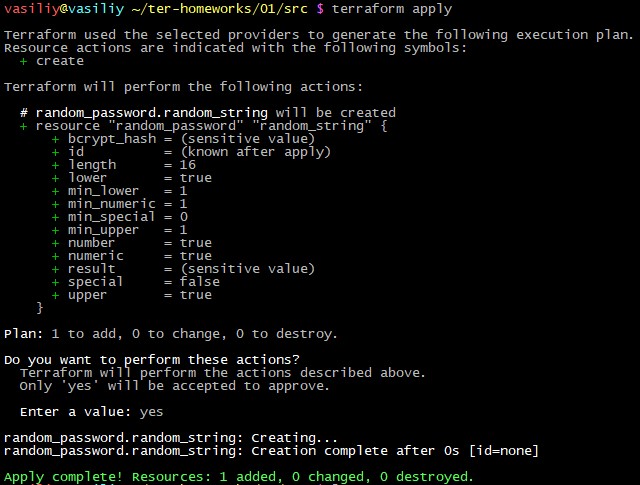 vasiliy@vasiliy ~/ter-homeworks/01/src $ terraform apply
Terraform used the selected providers to generate the following execution plan.
Resource actions are indicated with the following symbols:
  + create
Terraform will perform the following actions:
  # random_password.random_string will be created
  + resource "random_password" "random_string" {
      + bcrypt_hash = (sensitive value)
      + id          = (known after apply)
      + length      = 16
      + lower       = true
      + min_lower   = 1
      + min_numeric = 1
      + min_special = 0
      + min_upper   = 1
      + number      = true
      + numeric     = true
      + result      = (sensitive value)
      + special     = false
      + upper       = true
    }
Plan: 1 to add, 0 to change, 0 to destroy.
Do you want to perform these actions?
  Terraform will perform the actions described above.
  Only 'yes' will be accepted to approve.
  Enter a value: yes
random_password.random_string: Creating...
random_password.random_string: Creation complete after 0s [id=none]
Apply complete! Resources: 1 added, 0 changed, 0 destroyed.